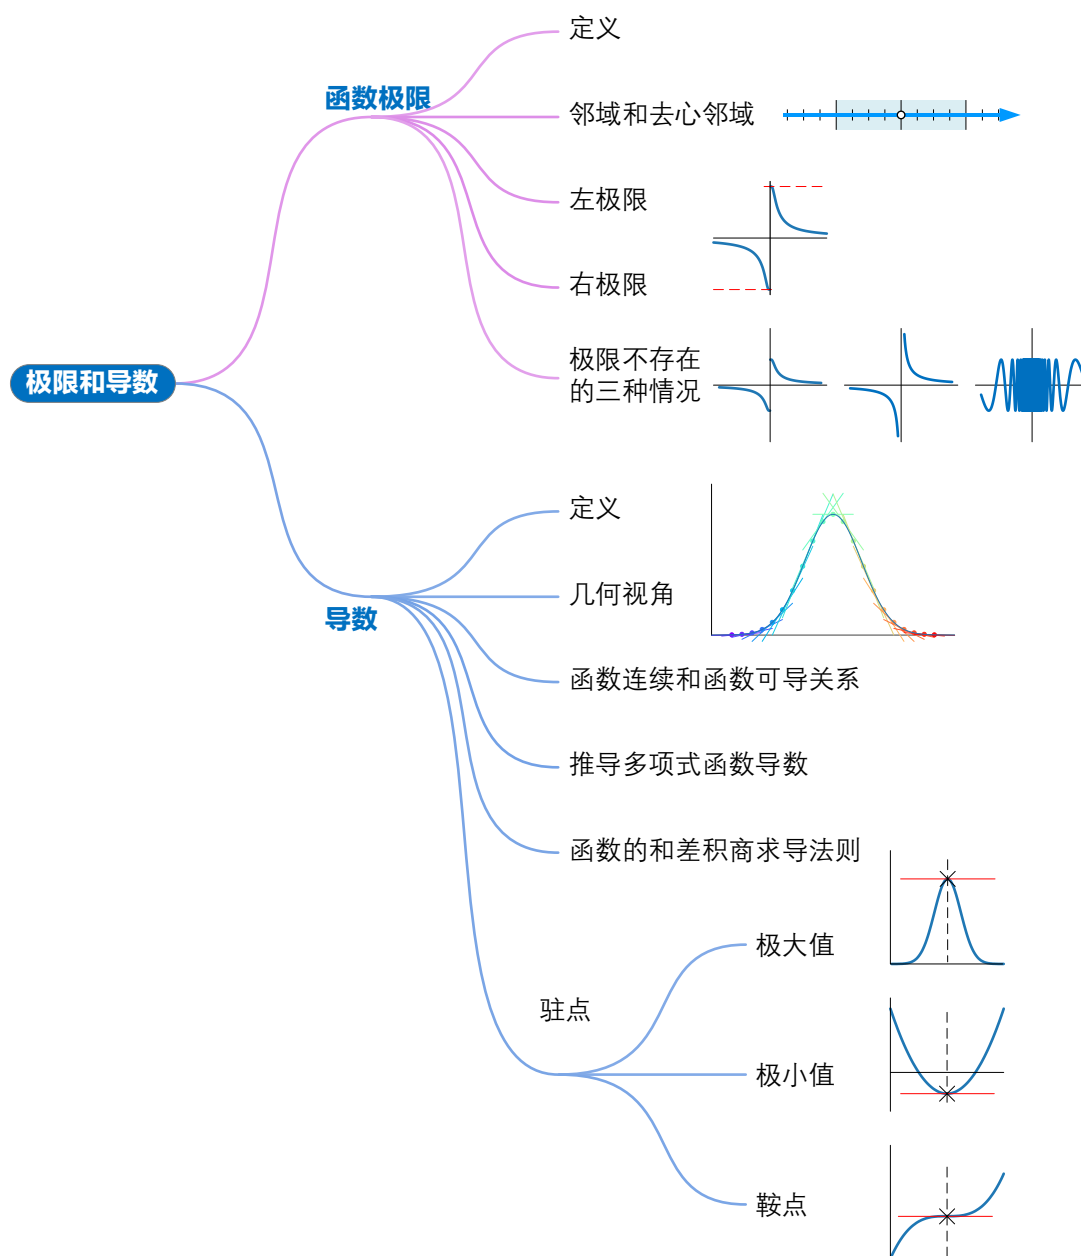 定义
函数极限
邻域和去心邻域
左极限
右极限
极限不存在
的三种情况
极限和导数
定义
几何视角
导数
函数连续和函数可导关系
推导多项式函数导数
函数的和差积商求导法则
极大值
驻点
极小值
鞍点